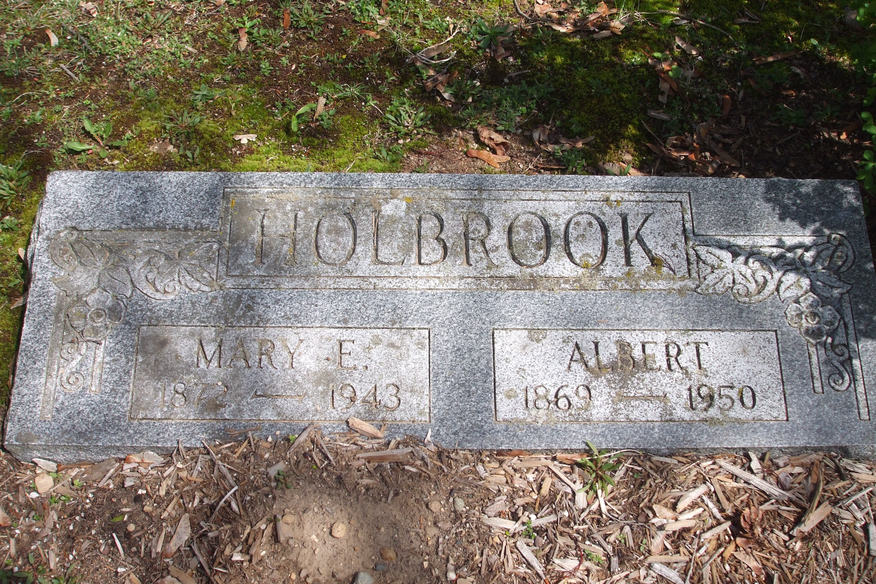 HOLBROOK
MARY E. ALBERT
1872 - 1943 1869 - 1950